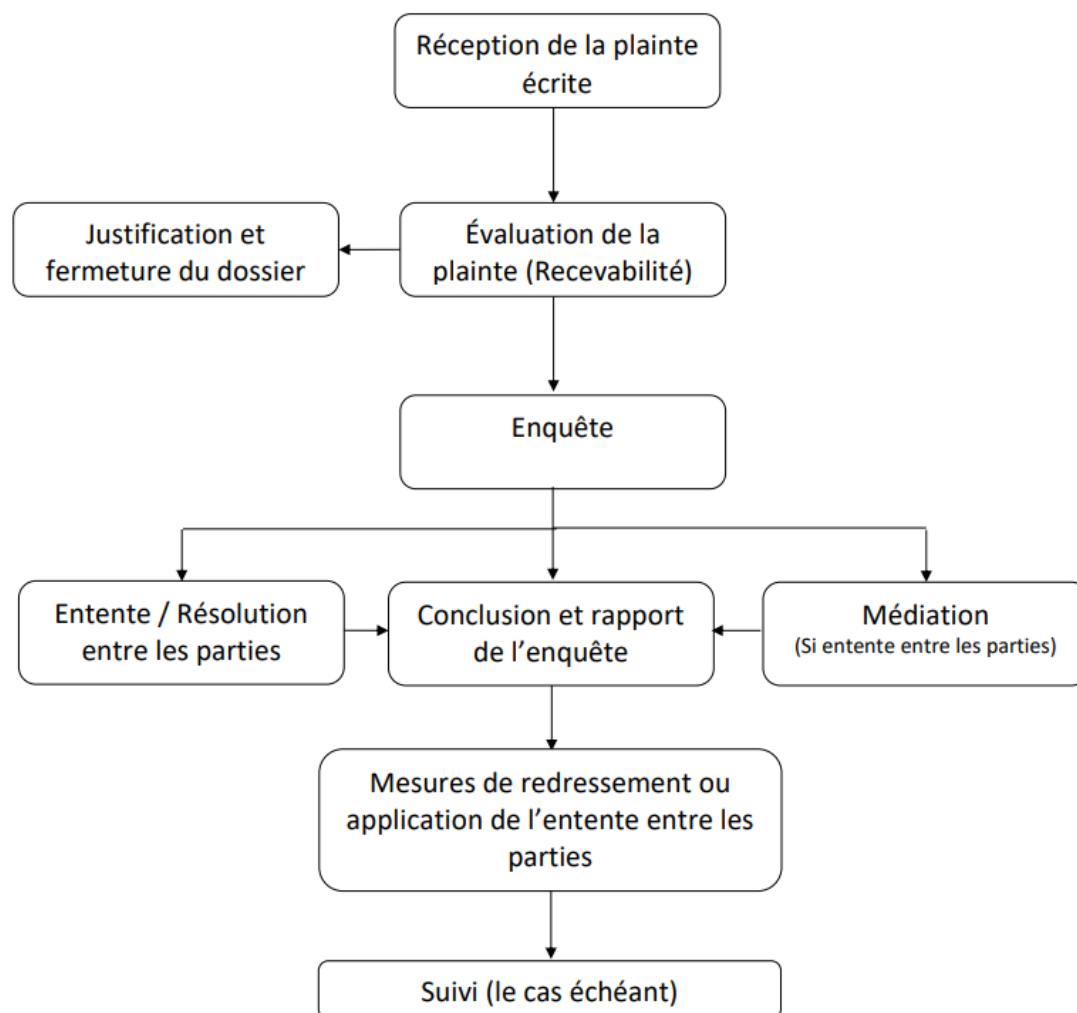 Réception de la plainte
écrite
Justification et
fermeture du dossier
Évaluation de la
plainte (Recevabilité)
Enquête
Entente / Résolution
entre les parties
Conclusion et rapport
de l’enquête
Médiation
(Si entente entre les parties)
Mesures de redressement ou
application de l’entente entre les
parties
Suivi (le cas échéant)